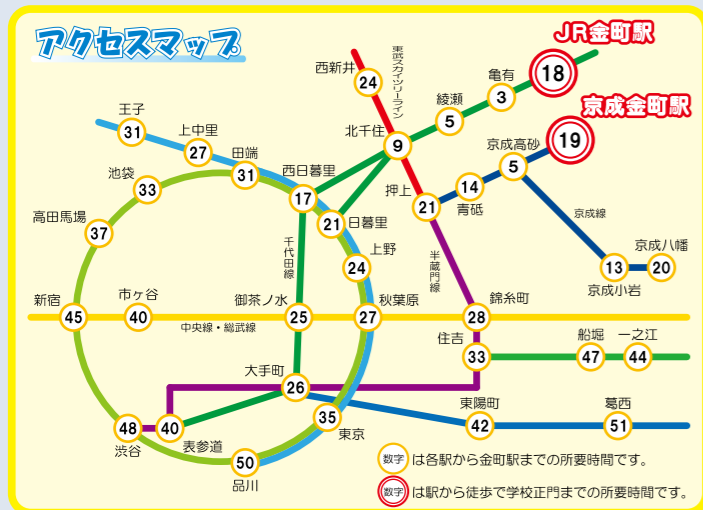 アクセスマップ
JR金町駅
18
京成金町駅
19
西新井
24
東武スカイツリーライン
亀有
3
綾瀬
5
北千住
9
王子
31
上中里
27
田端
31
西日暮里
17
池袋
33
京成高砂
5
押上
21
青砥
14
日暮里
21
高田馬場
37
千代田線
上野
24
半蔵門線
京成線
京成八幡
20
京成小岩
13
新宿
45
市ヶ谷
40
中央線・総武線
御茶ノ水
25
秋葉原
27
錦糸町
28
住吉
33
船堀
47
一之江
44
大手町
26
東陽町
42
葛西
51
東京
35
渋谷
48
表参道
40
品川
50
数字は各駅から金町駅までの所要時間です。
数字は駅から徒歩で学校正門までの所要時間です。